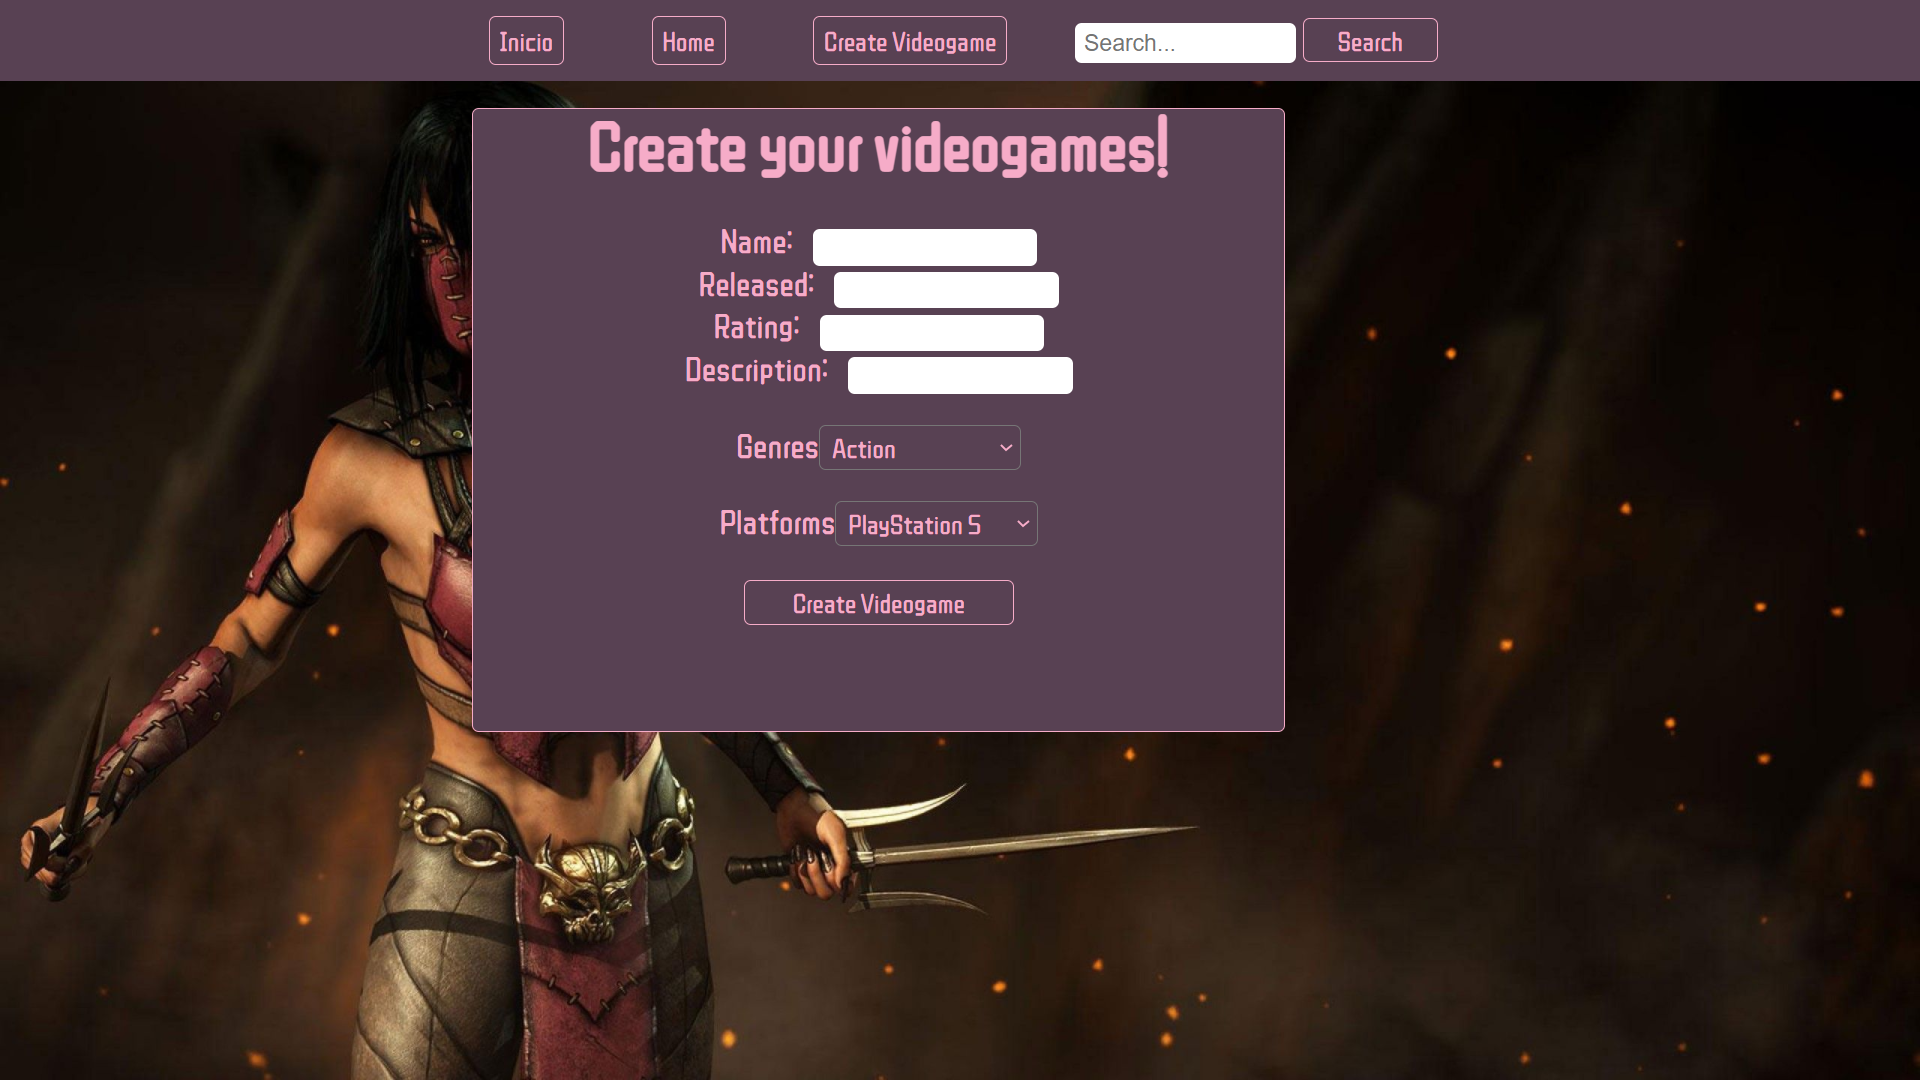 Inicio Home Create Videogame Search... Search
Create your videogames!
Name:
Released:
Rating:
Description:
Genres Action
Platforms PlayStation 5
Create Videogame